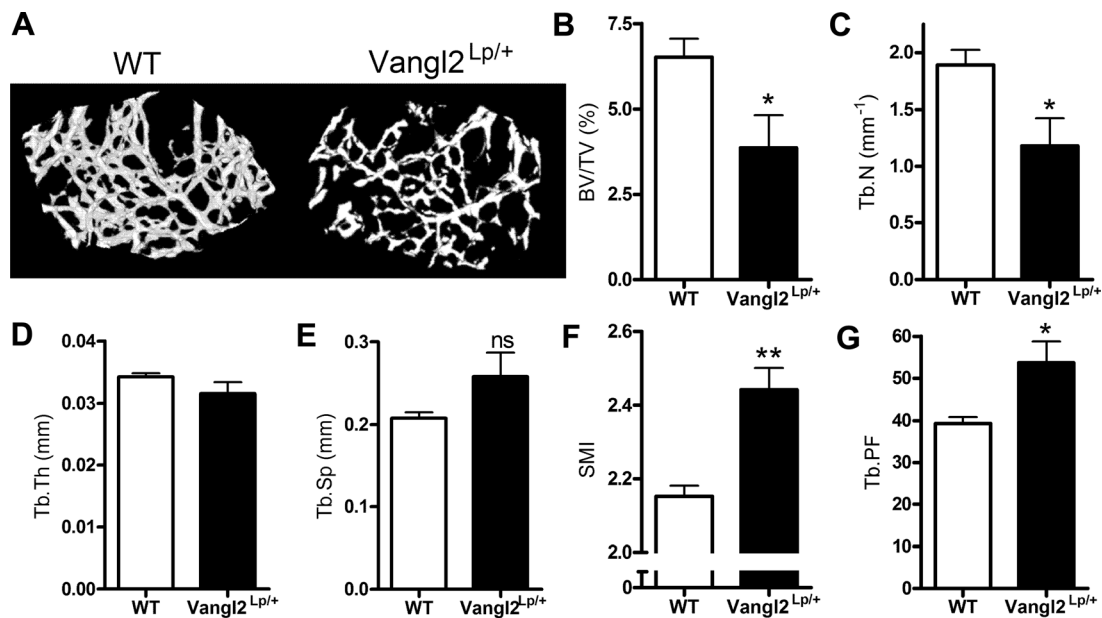 A
WT
Vangl2 Lp/+
B
BV/TV (%)
7.5
5.0
2.5
0.0
*
WT
Vangl2 Lp/+
C
Tb.N (mm⁻¹)
2.0
1.5
1.0
0.5
0.0
*
WT
Vangl2 Lp/+
D
Tb.Th (mm)
0.04
0.03
0.02
0.01
0.00
WT
Vangl2 Lp/+
E
Tb.Sp (mm)
0.3
0.2
0.1
0.0
ns
WT
Vangl2 Lp/+
F
SMI
2.6
2.4
2.2
2.0
0
**
WT
Vangl2 Lp/+
G
Tb.PF
60
50
40
30
20
10
0
*
WT
Vangl2 Lp/+